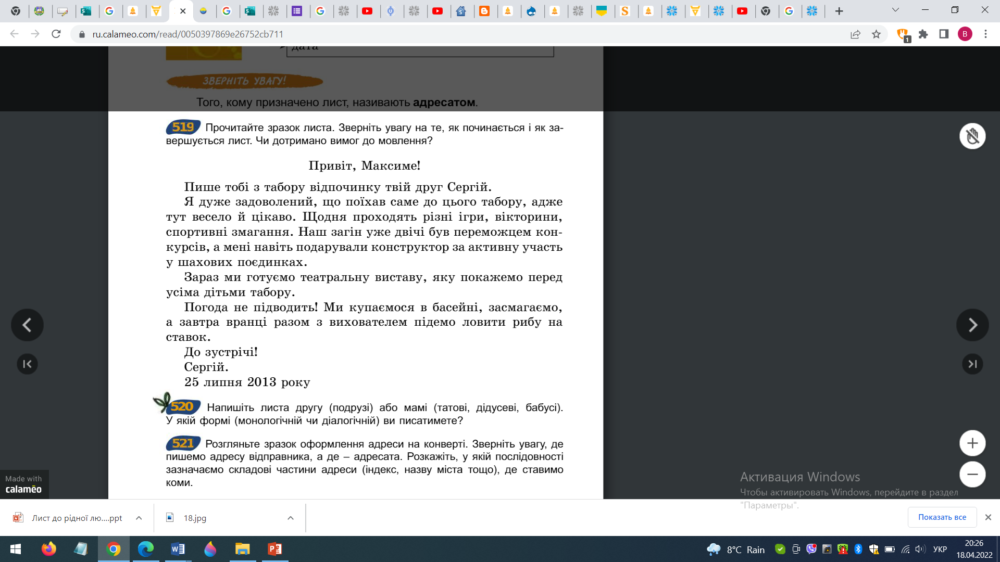 ru.calameo.com/read/0050397869e26752cb711
1
B
дата
ЗВЕРНІТЬ УВАГУ!
Того, кому призначено лист, називають адресатом.
519 Прочитайте зразок листа. Зверніть увагу на те, як починається і як за-
вершується лист. Чи дотримано вимог до мовлення?
Привіт, Максиме!
Пише тобі з табору відпочинку твій друг Сергій.
Я дуже задоволений, що поїхав саме до цього табору, адже
тут весело й цікаво. Щодня проходять різні ігри, вікторини,
спортивні змагання. Наш загін уже двічі був переможцем кон-
курсів, а мені навіть подарували конструктор за активну участь
у шахових поєдинках.
Зараз ми готуємо театральну виставу, яку покажемо перед
усіма дітьми табору.
Погода не підводить! Ми купаємося в басейні, засмагаємо,
а завтра вранці разом з вихователем підемо ловити рибу на
ставок.
До зустрічі!
Сергій.
25 липня 2013 року
520 Напишіть листа другу (подрузі) або мамі (татові, дідусеві, бабусі).
У якій формі (монологічній чи діалогічній) ви писатимете?
521 Розгляньте зразок оформлення адреси на конверті. Зверніть увагу, де
пишемо адресу відправника, а де – адресата. Розкажіть, у якій послідовності
зазначаємо складові частини адреси (індекс, назву міста тощо), де ставимо
коми.
Made with
calaméo
Активация Windows
Чтобы активировать Windows, перейдите в раздел
"Параметры".
Лист до рідної лю....ppt
18.jpg
Показать все
8°C Rain
УКР
20:26
18.04.2022